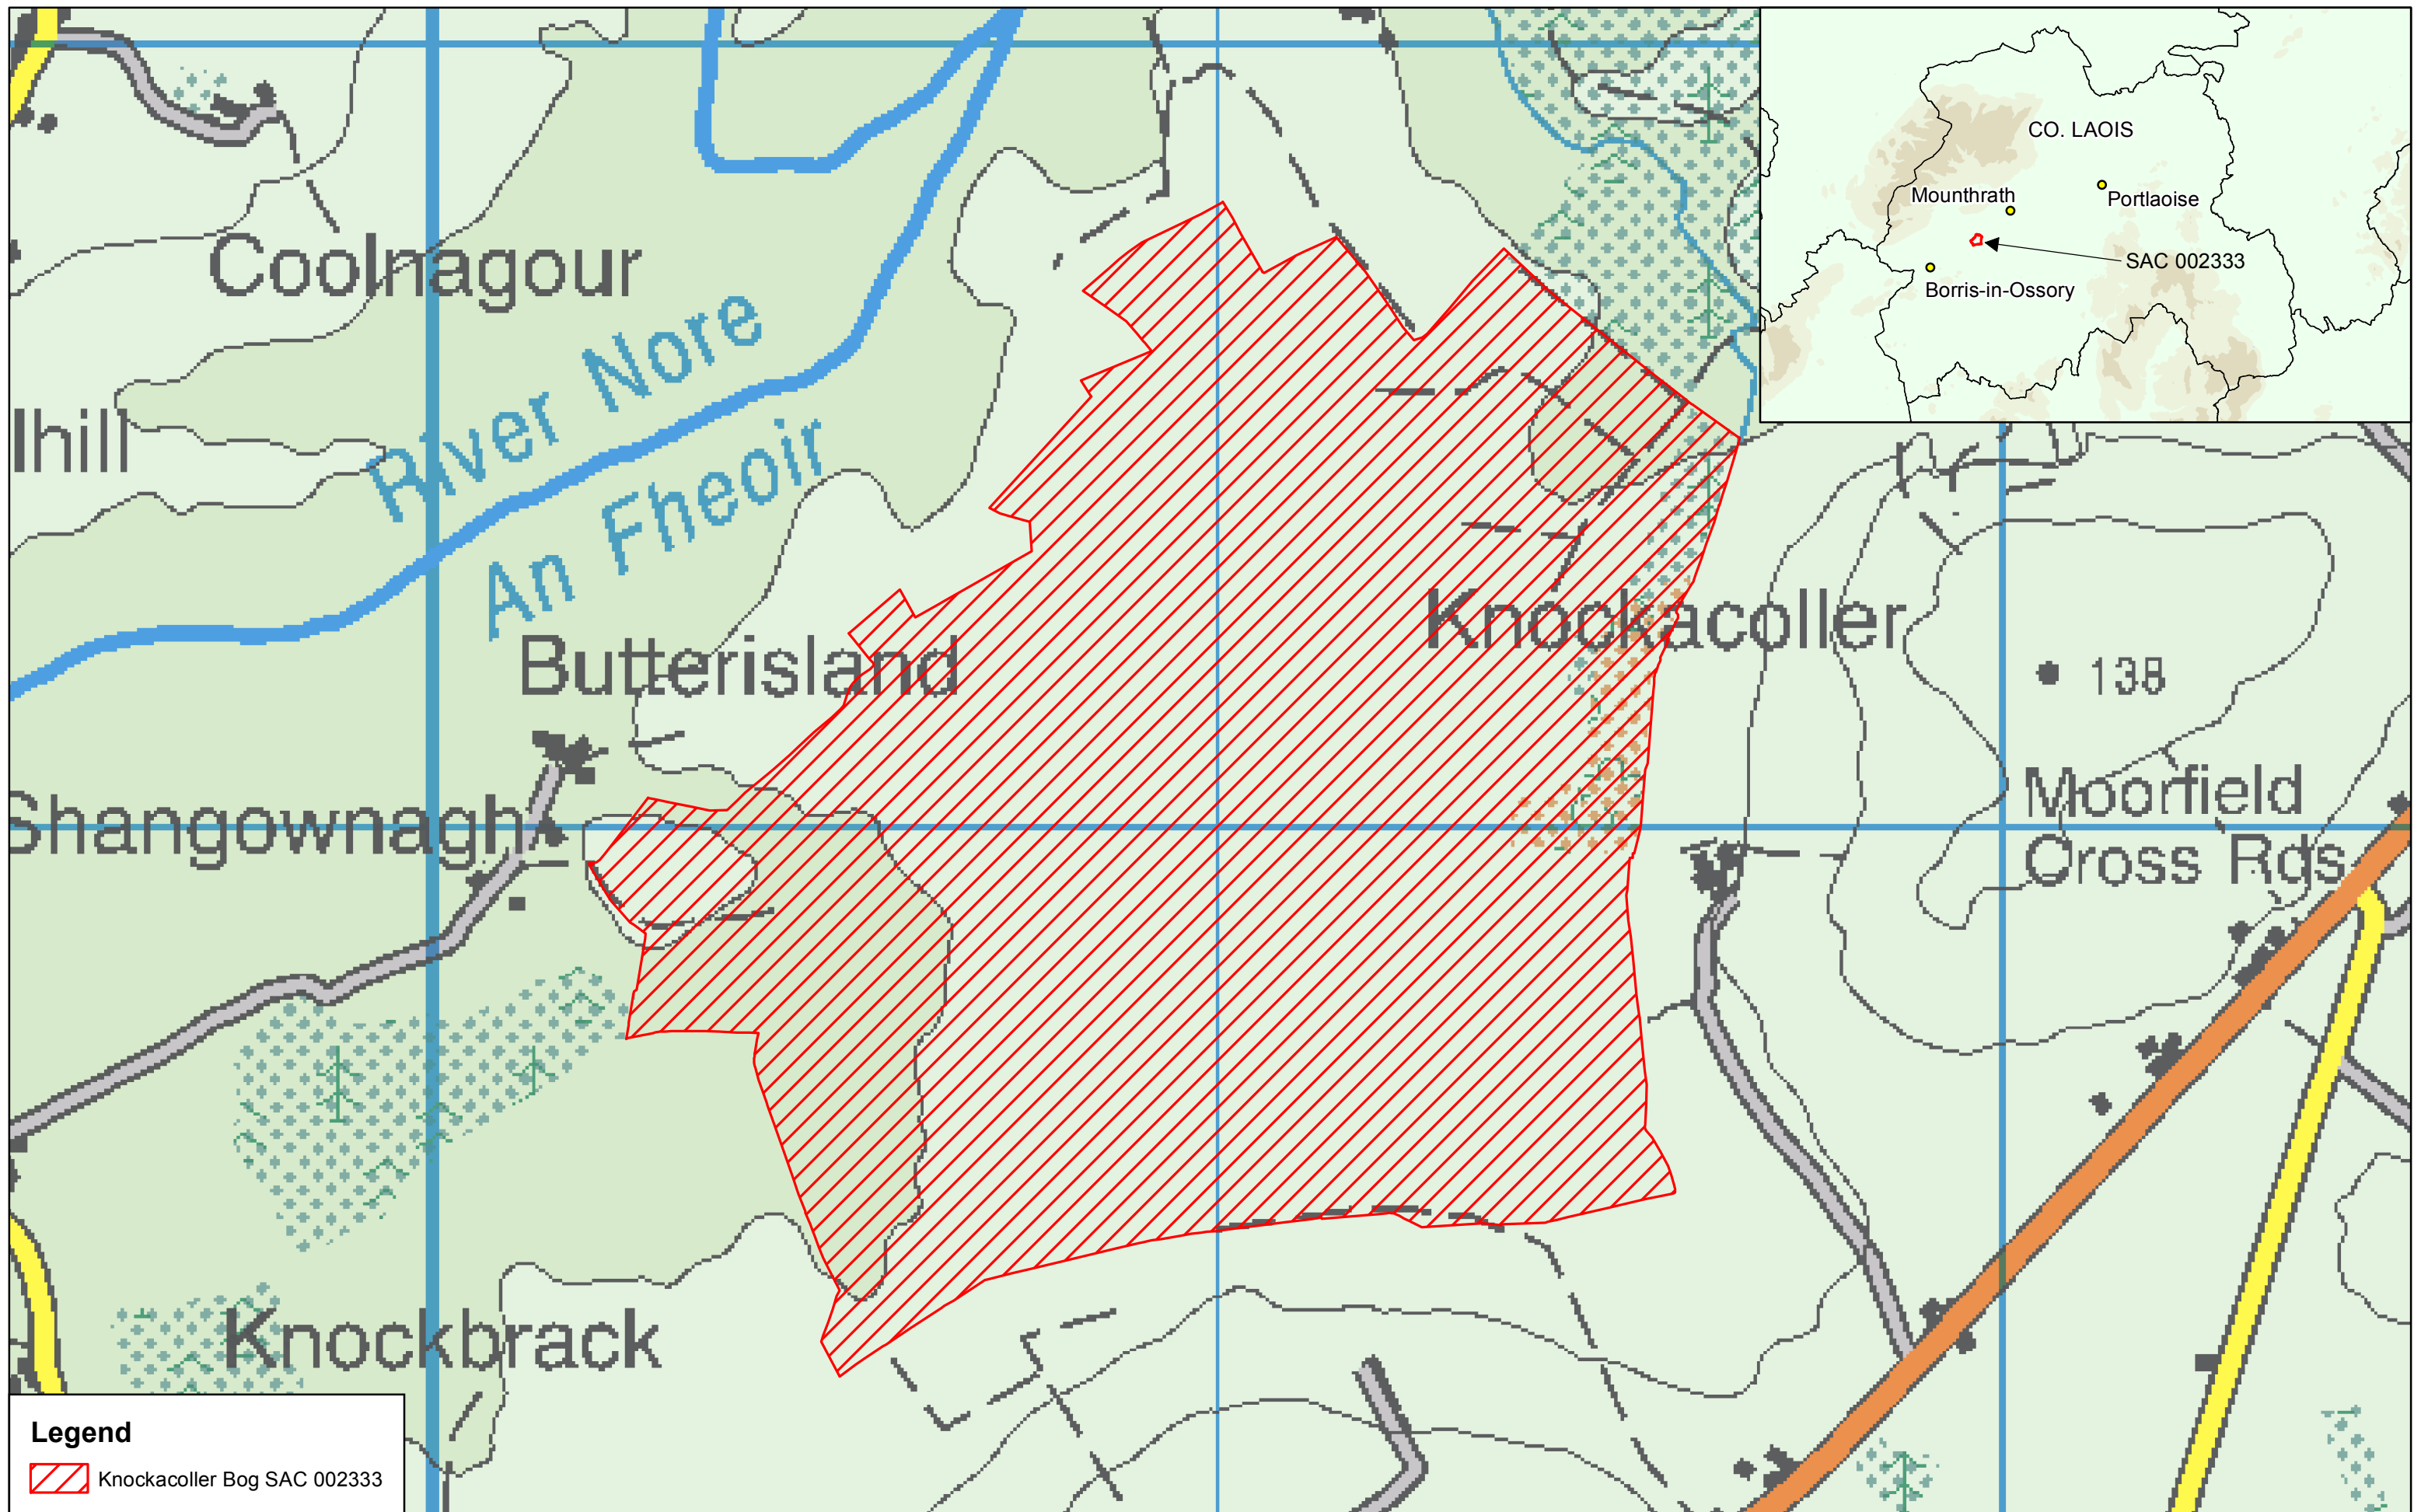 CO. LAOIS
Mounthrath
Portlaoise
SAC 002333
Borris-in-Ossory
Coolnagour
River Nore
An Fheoir
lhill
Butterisland
Knockacoller
138
Shangownagh
Moorfield
Cross Rds
Knockbrack
Legend
Knockacoller Bog SAC 002333